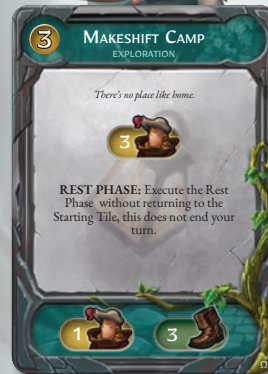 3
MAKESHIFT CAMP
EXPLORATION
There's no place like home.
3
REST PHASE: Execute the Rest
Phase without returning to the
Starting Tile, this does not end your
turn.
1
3
Ω